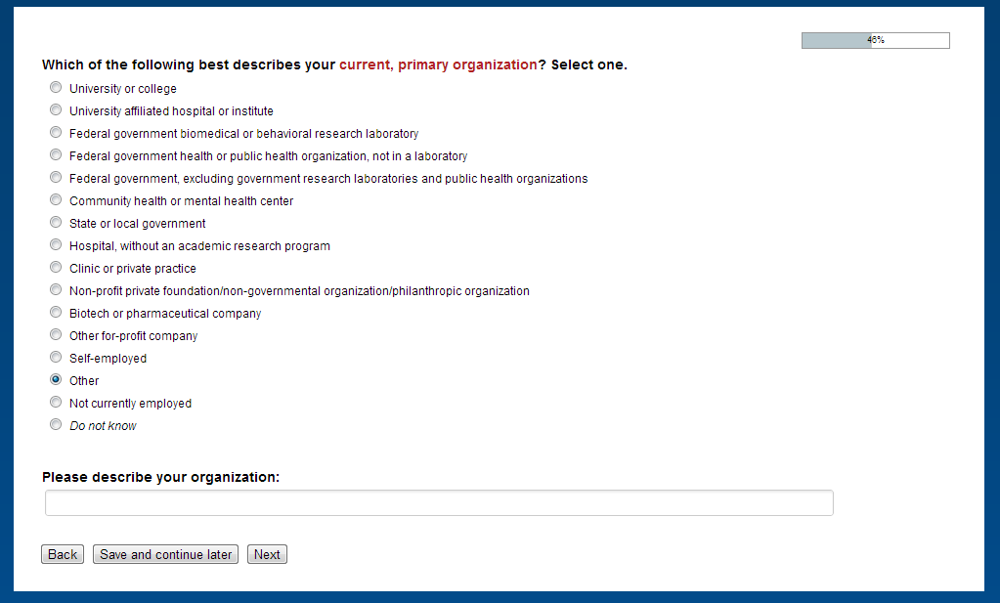 46%
Which of the following best describes your current, primary organization? Select one.
University or college
University affiliated hospital or institute
Federal government biomedical or behavioral research laboratory
Federal government health or public health organization, not in a laboratory
Federal government, excluding government research laboratories and public health organizations
Community health or mental health center
State or local government
Hospital, without an academic research program
Clinic or private practice
Non-profit private foundation/non-governmental organization/philanthropic organization
Biotech or pharmaceutical company
Other for-profit company
Self-employed
Other
Not currently employed
Do not know
Please describe your organization:
Back Save and continue later Next